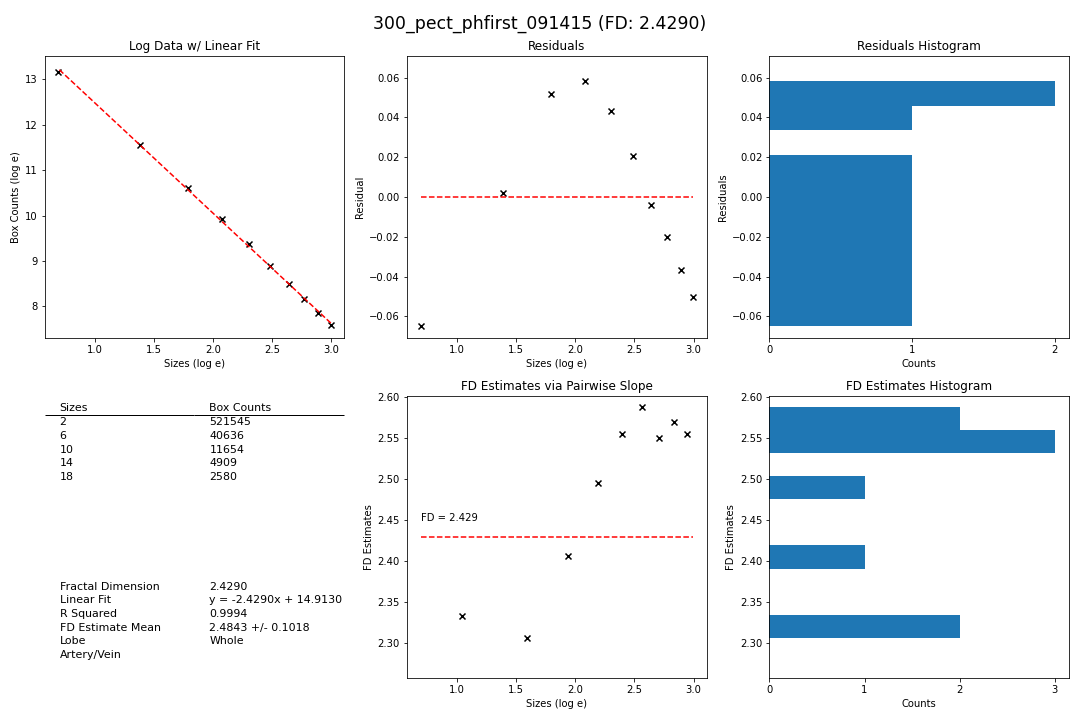 300_pect_phfirst_091415 (FD: 2.4290)
Log Data w/ Linear Fit
13
12
11
10
9
8
Box Counts (log e)
1.0 1.5 2.0 2.5 3.0
Sizes (log e)
Residuals
0.06
0.04
0.02
0.00
−0.02
−0.04
−0.06
Residual
1.0 1.5 2.0 2.5 3.0
Sizes (log e)
Residuals Histogram
0.06
0.04
0.02
0.00
−0.02
−0.04
−0.06
Residuals
0 1 2
Counts
Sizes Box Counts
2 521545
6 40636
10 11654
14 4909
18 2580
Fractal Dimension 2.4290
Linear Fit y = -2.4290x + 14.9130
R Squared 0.9994
FD Estimate Mean 2.4843 +/- 0.1018
Lobe Whole
Artery/Vein
FD Estimates via Pairwise Slope
2.60
2.55
2.50
2.45
2.40
2.35
2.30
FD Estimates
FD = 2.429
1.0 1.5 2.0 2.5 3.0
Sizes (log e)
FD Estimates Histogram
2.60
2.55
2.50
2.45
2.40
2.35
2.30
FD Estimates
0 1 2 3
Counts